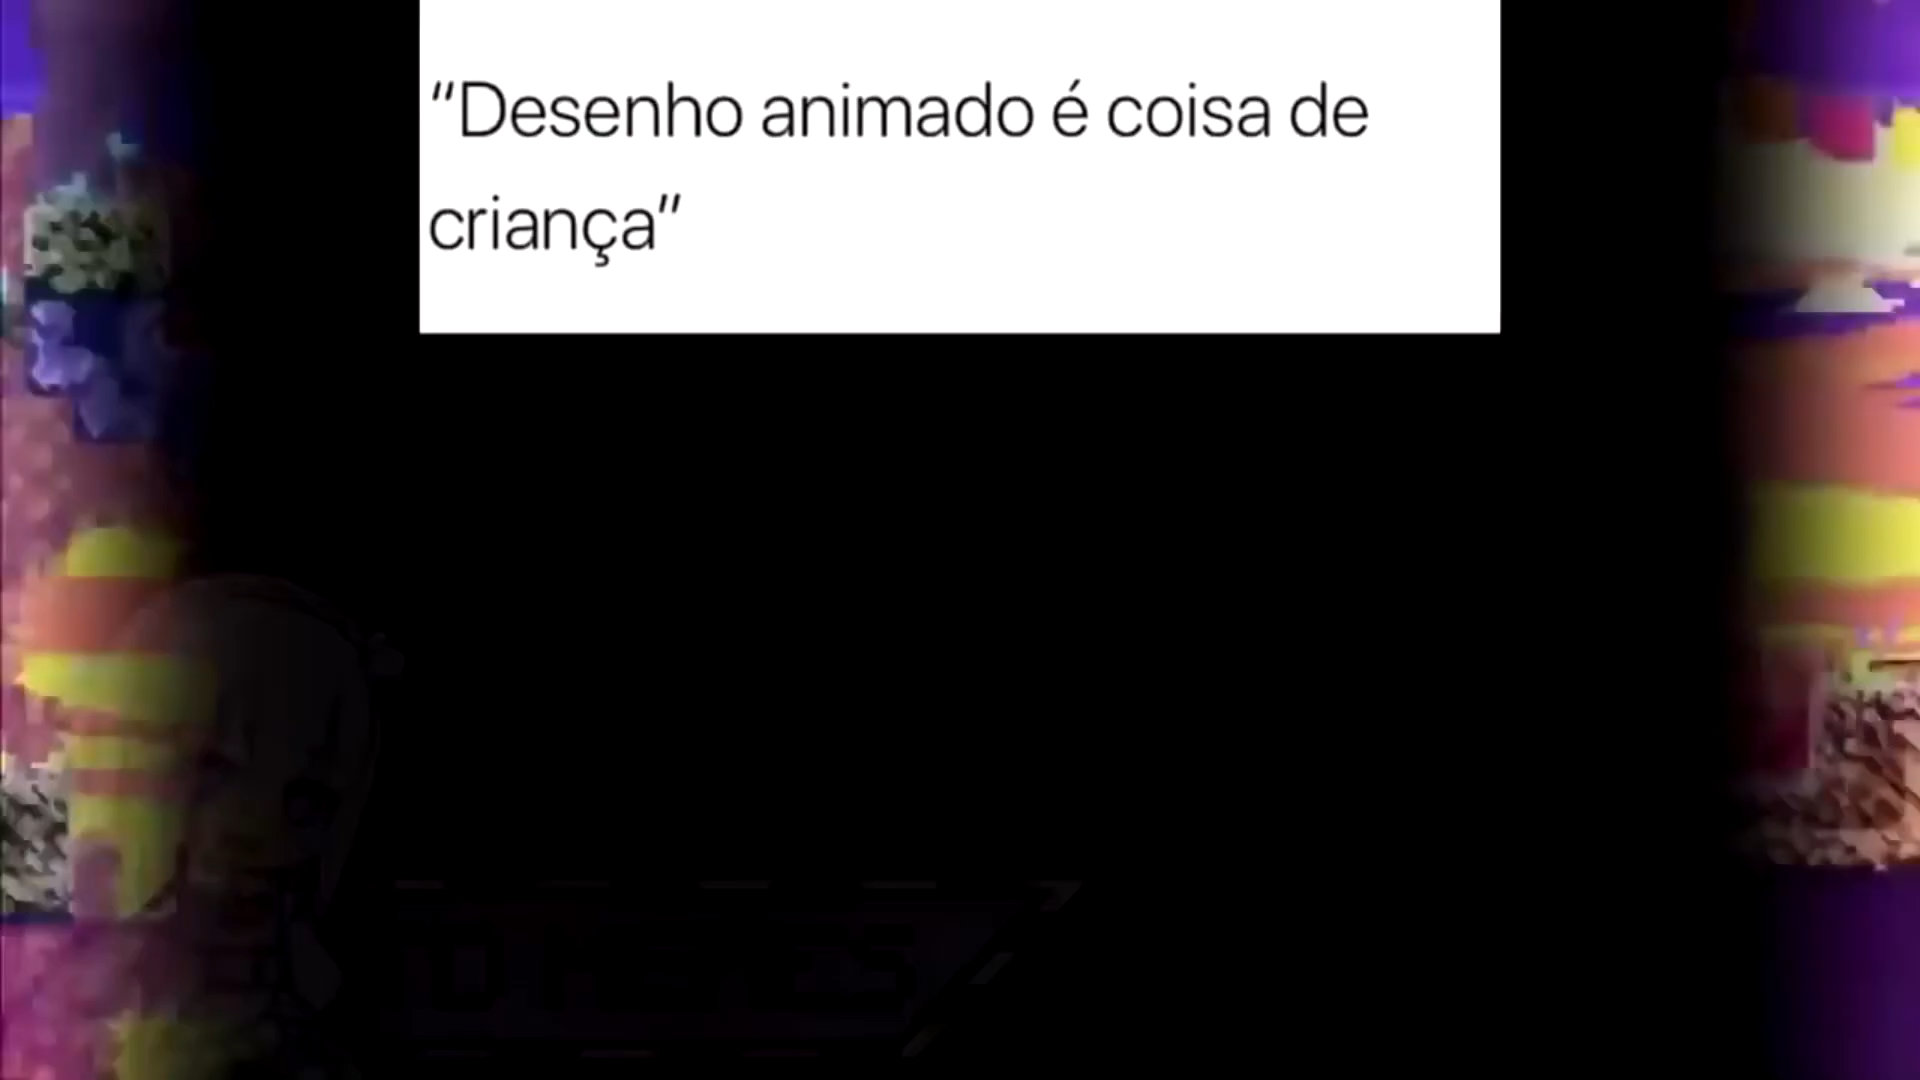 “Desenho animado é coisa de
criança”